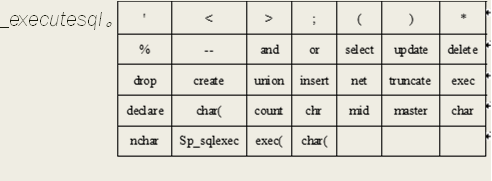 _executesql。
' < > ; ( ) *
% -- and or select update delete
drop create union insert net truncate exec
declare char( count chr mid master char
nchar Sp_sqlexec exec( char(